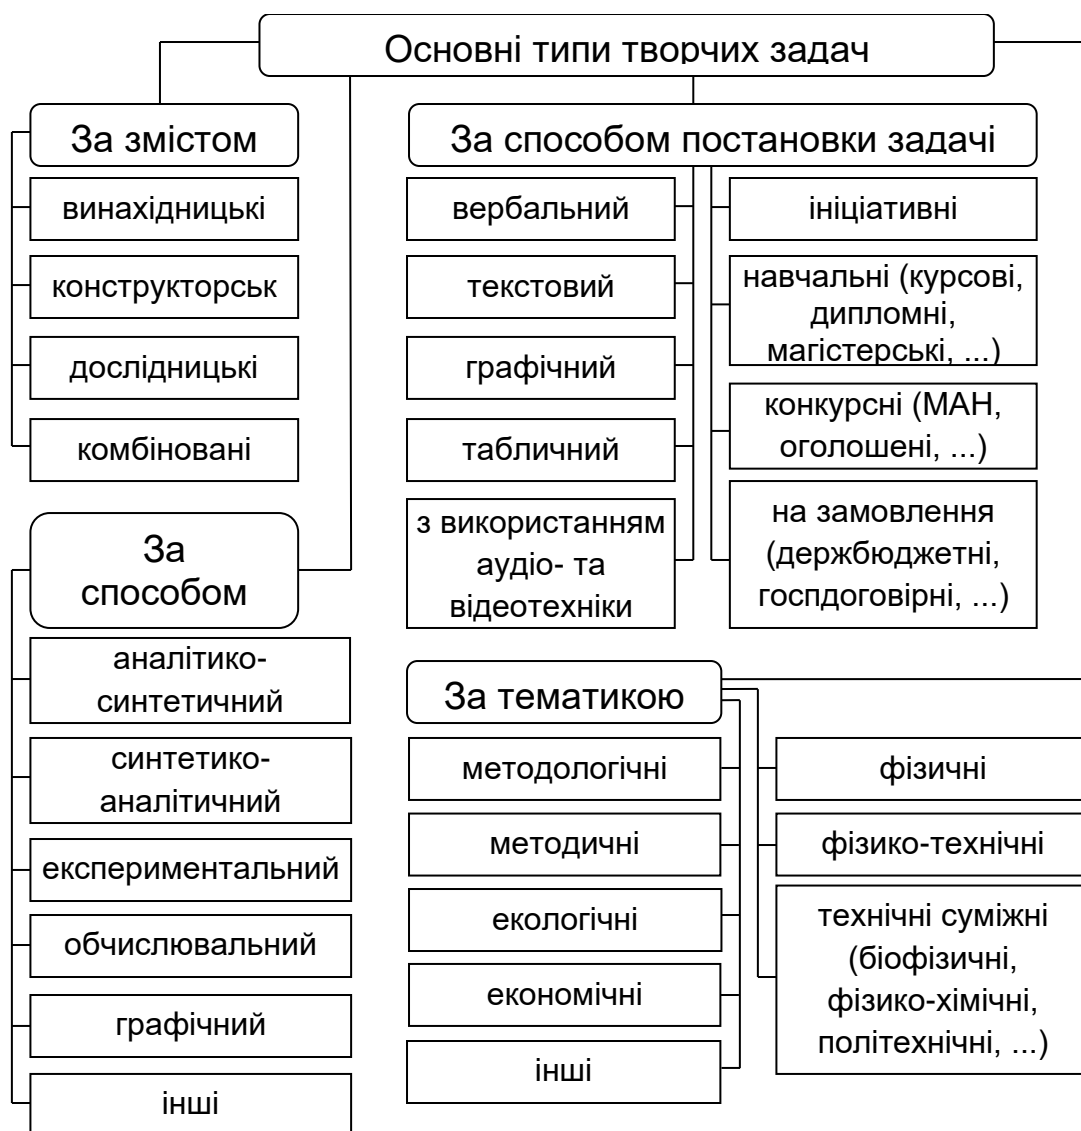 Основні типи творчих задач
За змістом
винахідницькі
конструкторськ
дослідницькі
комбіновані
За
способом
аналітико-
синтетичний
синтетико-
аналітичний
експериментальний
обчислювальний
графічний
інші
За способом постановки задачі
вербальний
текстовий
графічний
табличний
з використанням
аудіо- та
відеотехніки
ініціативні
навчальні (курсові,
дипломні,
магістерські, ...)
конкурсні (МАН,
оголошені, ...)
на замовлення
(держбюджетні,
госпдоговірні, ...)
За тематикою
методологічні
методичні
екологічні
економічні
інші
фізичні
фізико-технічні
технічні суміжні
(біофізичні,
фізико-хімічні,
політехнічні, ...)